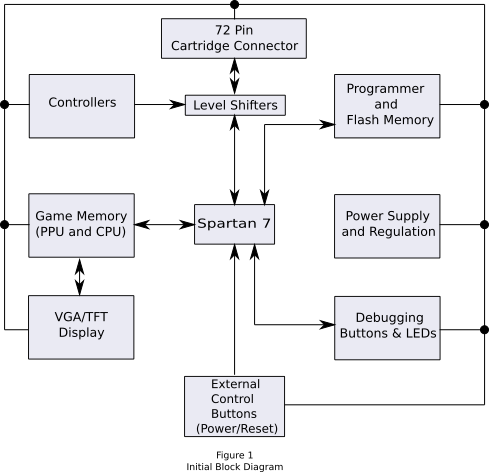 72 Pin
Cartridge Connector
Controllers
Level Shifters
Programmer
and
Flash Memory
Game Memory
(PPU and CPU)
Spartan 7
Power Supply
and Regulation
VGA/TFT
Display
Debugging
Buttons & LEDs
External
Control
Buttons
(Power/Reset)
Figure 1
Initial Block Diagram